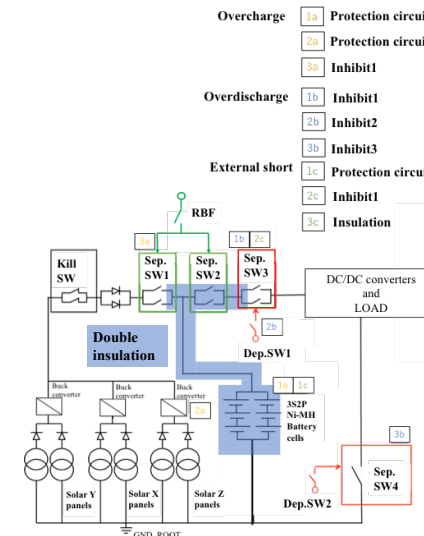 Overcharge 1a Protection circui
2a Protection circui
3a Inhibit1
Overdischarge 1b Inhibit1
2b Inhibit2
3b Inhibit3
External short 1c Protection circui
2c Inhibit1
3c Insulation
RBF
3a
1b 2c
Kill
SW
Sep.
SW1
Sep.
SW2
Sep.
SW3
DC/DC converters
and
LOAD
Double
insulation
2b
Dep.SW1
Buck
converter
Buck
converter
Buck
converter
2a
1a 1c
3S2P
Ni-MH
Battery
cells
3b
Sep.
SW4
Dep.SW2
Solar Y
panels
Solar X
panels
Solar Z
panels
GND_ROOT